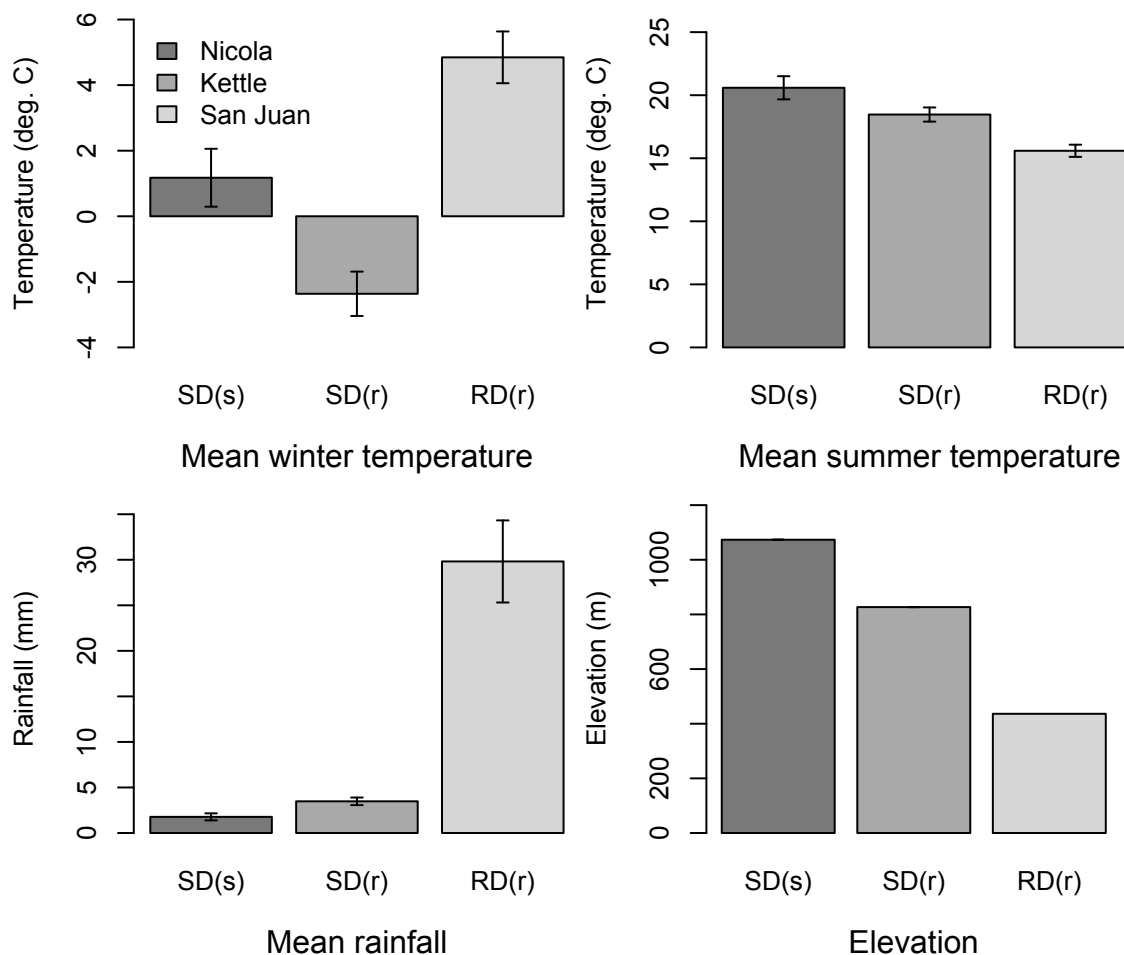 Temperature (deg. C)
6
4
2
0
-2
-4
Nicola
Kettle
San Juan
SD(s) SD(r) RD(r)
Mean winter temperature
Temperature (deg. C)
25
20
15
10
5
0
SD(s) SD(r) RD(r)
Mean summer temperature
Rainfall (mm)
30
20
10
5
0
SD(s) SD(r) RD(r)
Mean rainfall
Elevation (m)
1000
600
200
0
SD(s) SD(r) RD(r)
Elevation